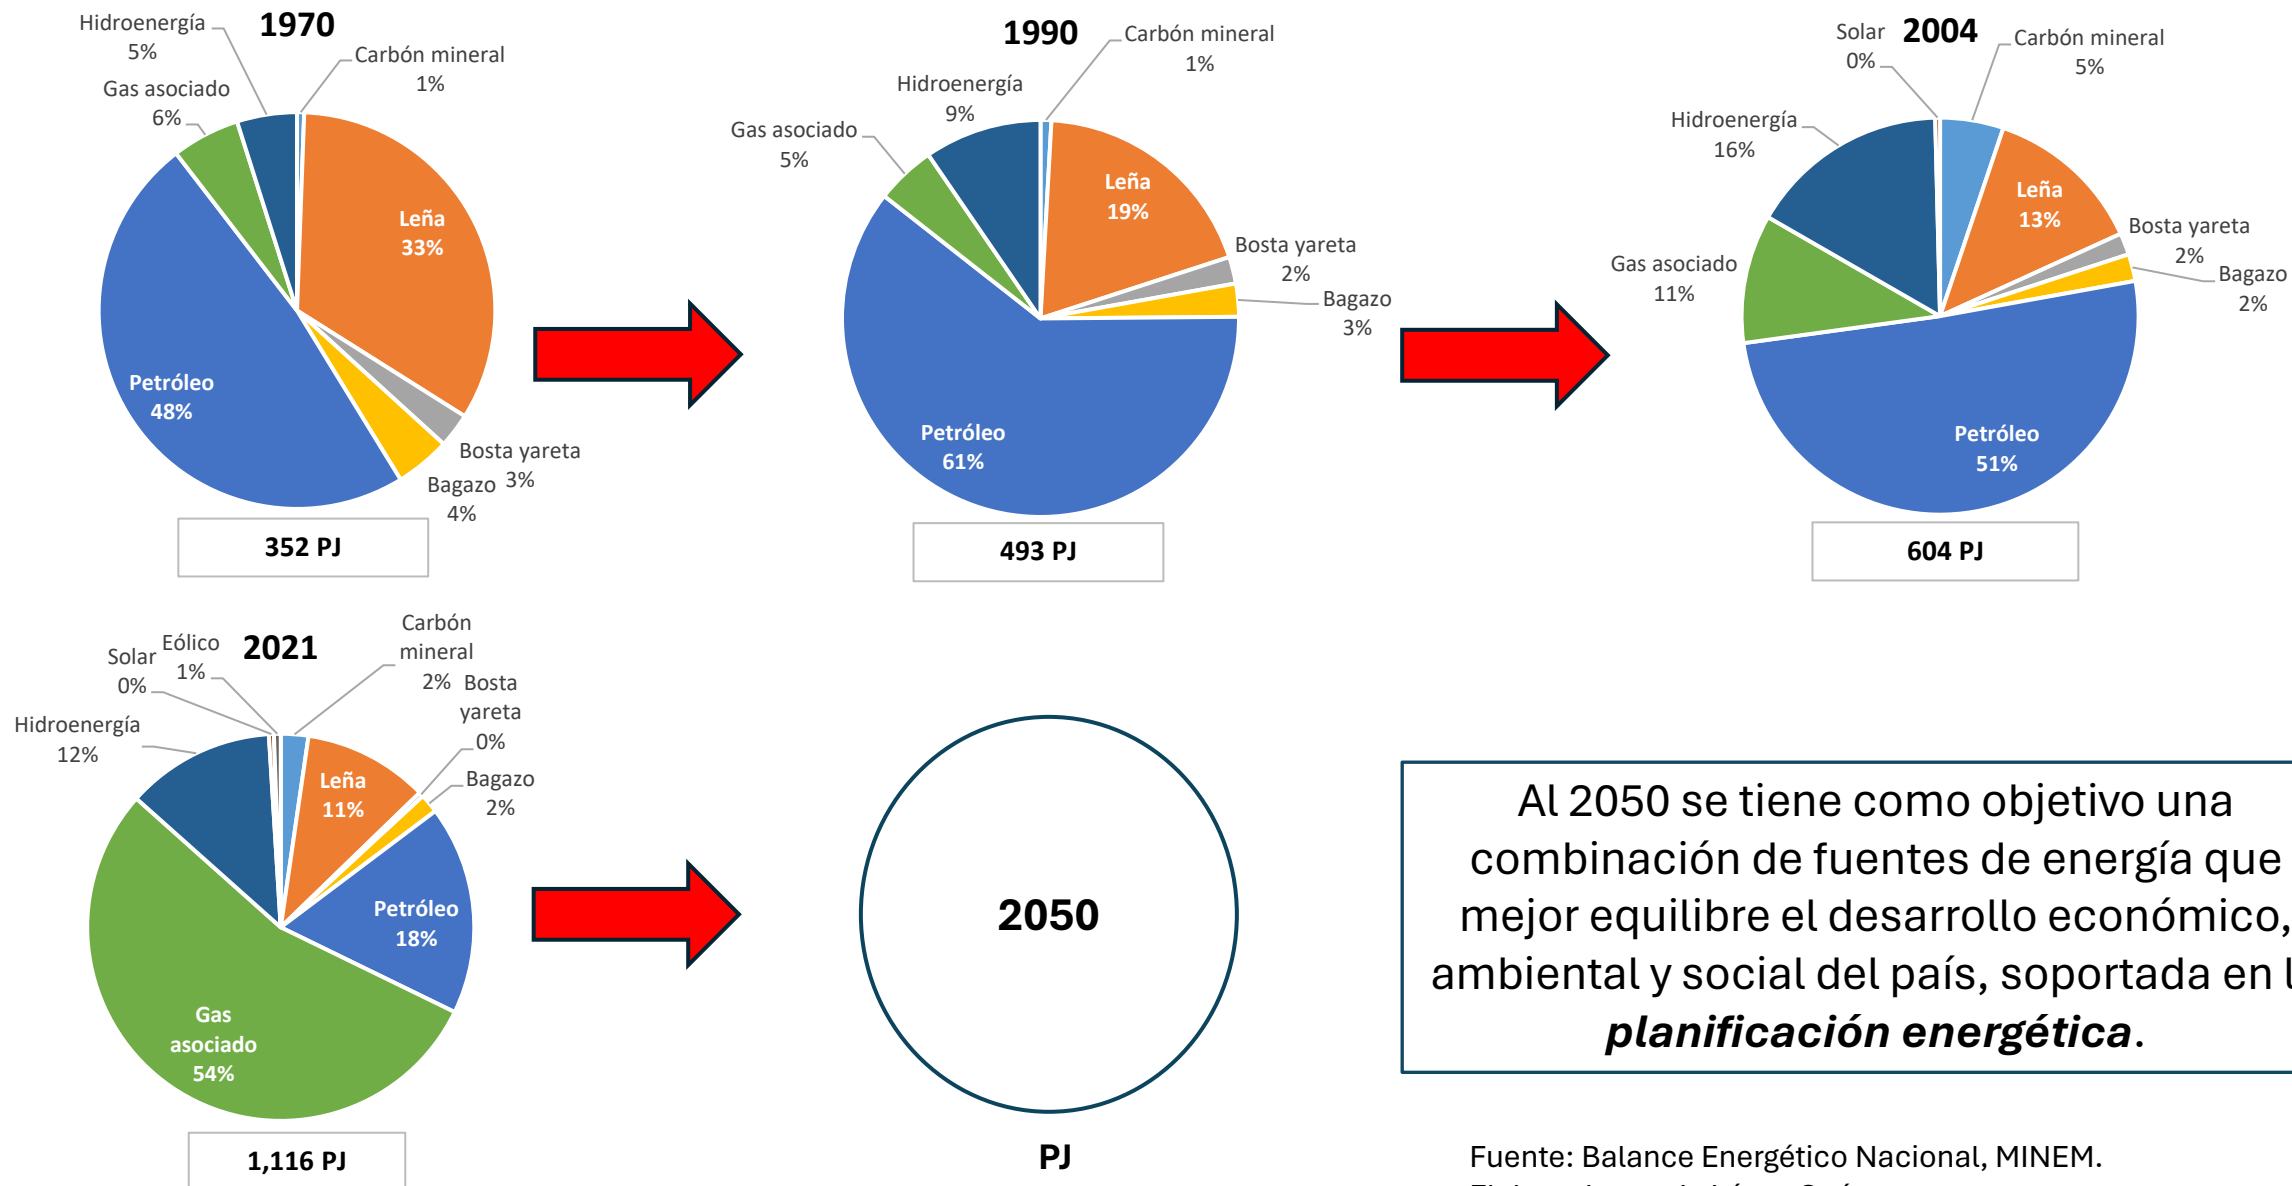 1970
Hidroenergía
5%
Carbón mineral
1%
Gas asociado
6%
Leña
33%
Petróleo
48%
Bosta yareta
3%
Bagazo
4%
352 PJ
1990
Carbón mineral
1%
Hidroenergía
9%
Gas asociado
5%
Leña
19%
Bosta yareta
2%
Bagazo
3%
Petróleo
61%
493 PJ
2004
Solar
0%
Carbón mineral
5%
Hidroenergía
16%
Leña
13%
Bosta yareta
2%
Bagazo
2%
Gas asociado
11%
Petróleo
51%
604 PJ
2021
Solar
0%
Eólico
1%
Carbón
mineral
2%
Bosta
yareta
0%
Hidroenergía
12%
Leña
11%
Bagazo
2%
Petróleo
18%
Gas
asociado
54%
1,116 PJ
2050
PJ
Al 2050 se tiene como objetivo una
combinación de fuentes de energía que
mejor equilibre el desarrollo económico,
ambiental y social del país, soportada en
planificación energética.
Fuente: Balance Energético Nacional, MINEM.